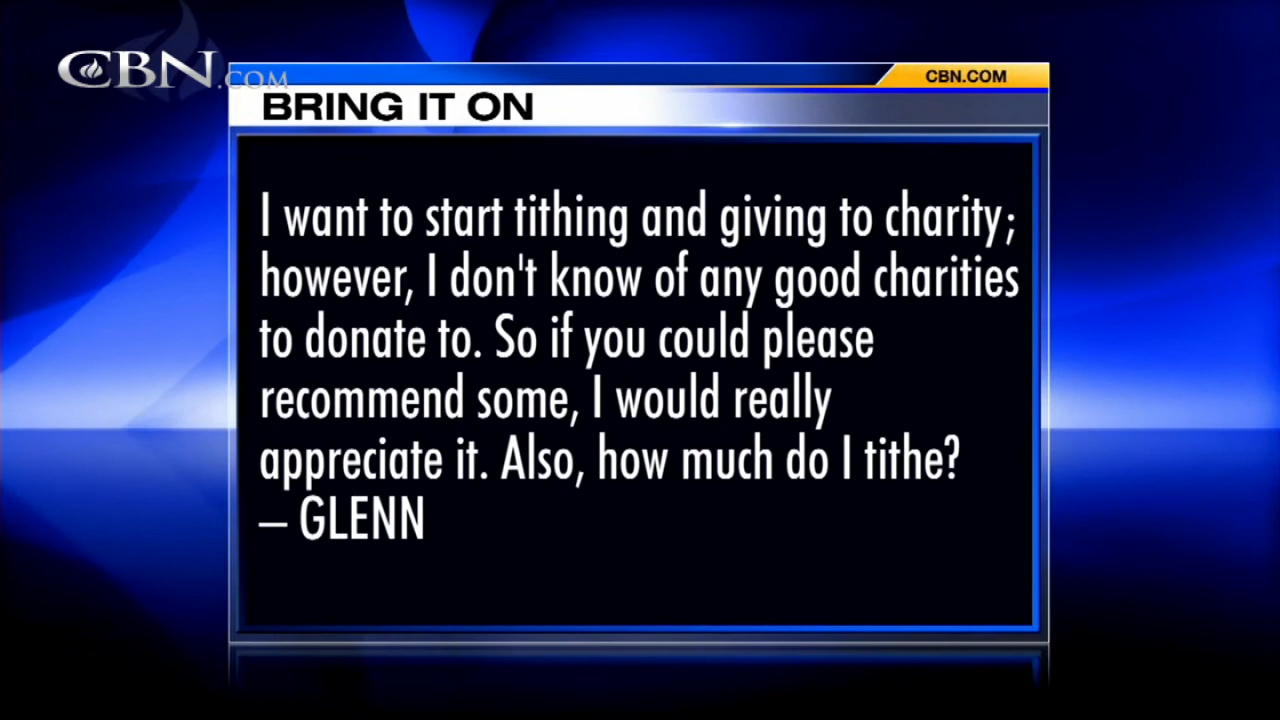 CBN.COM
CBN.COM
BRING IT ON
I want to start tithing and giving to charity;
however, I don't know of any good charities
to donate to. So if you could please
recommend some, I would really
appreciate it. Also, how much do I tithe?
– GLENN